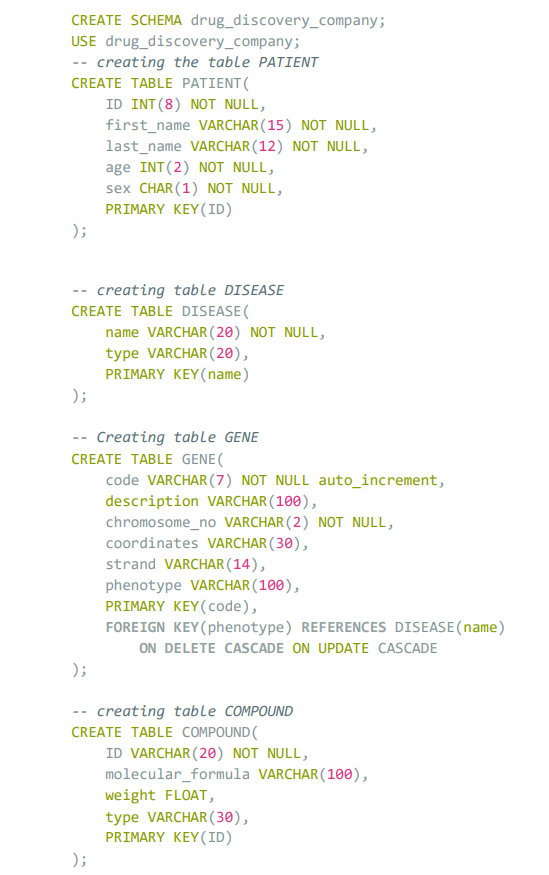 CREATE SCHEMA drug_discovery_company;
USE drug_discovery_company;
-- creating the table PATIENT
CREATE TABLE PATIENT(
ID INT(8) NOT NULL,
first_name VARCHAR(15) NOT NULL,
last_name VARCHAR(12) NOT NULL,
age INT(2) NOT NULL,
sex CHAR(1) NOT NULL,
PRIMARY KEY(ID)
);
-- creating table DISEASE
CREATE TABLE DISEASE(
name VARCHAR(20) NOT NULL,
type VARCHAR(20),
PRIMARY KEY(name)
);
-- Creating table GENE
CREATE TABLE GENE(
code VARCHAR(7) NOT NULL auto_increment,
description VARCHAR(100),
chromosome_no VARCHAR(2) NOT NULL,
coordinates VARCHAR(30),
strand VARCHAR(14),
phenotype VARCHAR(100),
PRIMARY KEY(code),
FOREIGN KEY(phenotype) REFERENCES DISEASE(name)
ON DELETE CASCADE ON UPDATE CASCADE
);
-- creating table COMPOUND
CREATE TABLE COMPOUND(
ID VARCHAR(20) NOT NULL,
molecular_formula VARCHAR(100),
weight FLOAT,
type VARCHAR(30),
PRIMARY KEY(ID)
);